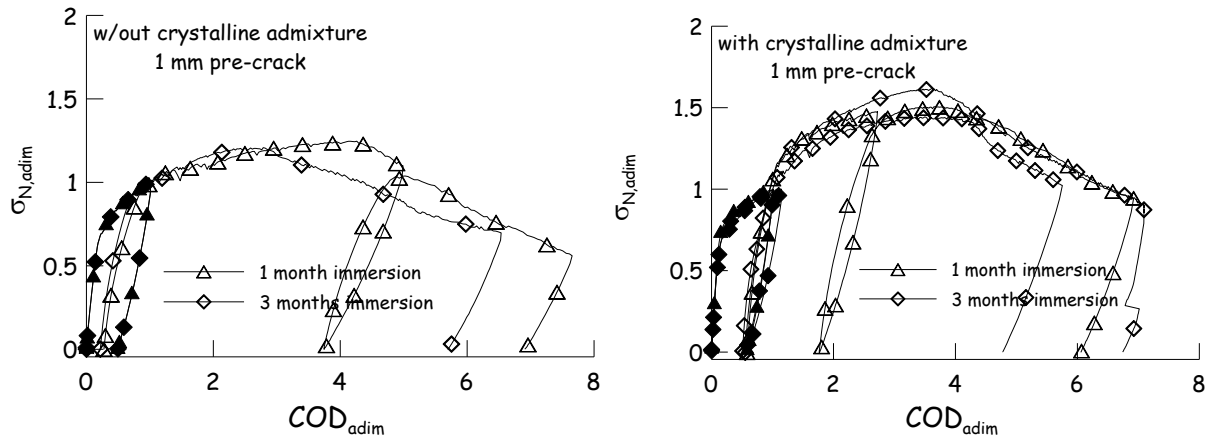 2
w/out crystalline admixture
1 mm pre-crack
1.5
σN,adim
1
0.5
1 month immersion
3 months immersion
0
0 2 4 6 8
CODadim
2
with crystalline admixture
1 mm pre-crack
1.5
σN,adim
1
0.5
1 month immersion
3 months immersion
0
0 2 4 6 8
CODadim